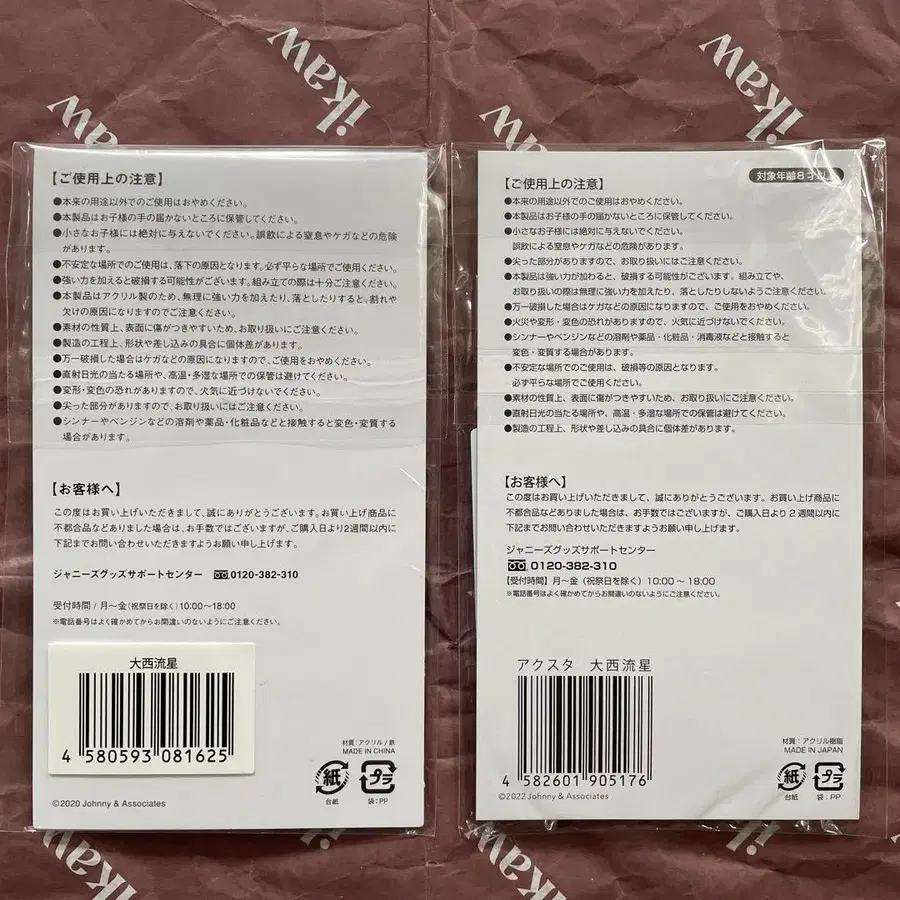 ikaw
ikaw
ikaw
ikaw
【ご使用上の注意】
●本来の用途以外でのご使用はおやめください。
●本製品はお子様の手の届かないところに保管してください。
●小さなお子様には絶対に与えないでください。誤飲による窒息やケガなどの危険
があります。
●不安定な場所でのご使用は、落下の原因となります。必ず平らな場所でご使用ください。
●強い力を加えると破損する可能性がございます。組み立ての際は十分ご注意ください。
●本製品はアクリル製のため、無理に強い力を加えたり、落としたりすると、割れや
欠けの原因になりますのでご注意ください。
●素材の性質上、表面に傷がつきやすいため、お取り扱いにご注意ください。
●製造の工程上、形状や差し込みの具合に個体差があります。
●万一破損した場合はケガなどの原因になりますので、ご使用をおやめください。
●直射日光の当たる場所や、高温・多湿な場所での保管は避けてください。
●変形・変色の恐れがありますので、火気に近づけないでください。
●尖った部分がありますので、お取り扱いにはご注意ください。
●シンナーやベンジンなどの溶剤や薬品・化粧品などと接触すると変色・変質する
場合があります。
【お客様へ】
この度はお買い上げいただきまして、誠にありがとうございます。お買い上げ商品に
不都合品などありました場合は、お手数ではございますが、ご購入日より2週間以内に
下記までお問い合わせいただきますようお願い申し上げます。
ジャニーズグッズサポートセンター 0120-382-310
受付時間 / 月〜金(祝祭日を除く)10:00〜18:00
※電話番号はよく確かめてからお間違いのないようにご注意ください。
大西流星
4 580593 081625
材質:アクリル / 鉄
MADE IN CHINA
紙 プラ
台紙 袋:PP
©2020 Johnny & Associates
対象年齢8才以上
【ご使用上の注意】
●本来の用途以外でのご使用はおやめください。
●本製品はお子様の手の届かないところに保管してください。
●小さなお子様には絶対に与えないでください。
誤飲による窒息やケガなどの危険があります。
●尖った部分がありますので、お取り扱いにはご注意ください。
●本製品は強い力が加わると、破損する可能性がございます。組み立てや、
お取り扱いの際は無理に強い力を加えたり、落としたりしないようご注意ください。
●万一破損した場合はケガなどの原因になりますので、ご使用をおやめください。
●火災や変形・変色の恐れがありますので、火気に近づけないでください。
●シンナーやベンジンなどの溶剤や薬品・化粧品・消毒液などと接触すると
変色・変質する場合があります。
●不安定な場所でのご使用は、破損等の原因となります。
必ず平らな場所でご使用ください。
●素材の性質上、表面に傷がつきやすいため、お取り扱いにご注意ください。
●直射日光の当たる場所や、高温・多湿な場所での保管は避けてください。
●製造の工程上、形状や差し込みの具合に個体差があります。
【お客様へ】
この度はお買い上げいただきまして、誠にありがとうございます。お買い上げ商品に
不都合品などありました場合は、お手数ではございますが、ご購入日より2週間以内に
下記までお問い合わせいただきますようお願い申し上げます。
ジャニーズグッズサポートセンター
0120-382-310
【受付時間】月〜金(祝祭日を除く)10:00〜18:00
※電話番号はよく確かめてからお間違いのないようにご注意ください。
アクスタ 大西流星
4 582601 905176
材質:アクリル樹脂
MADE IN JAPAN
紙 プラ
台紙 袋:PP
©2022 Johnny & Associates